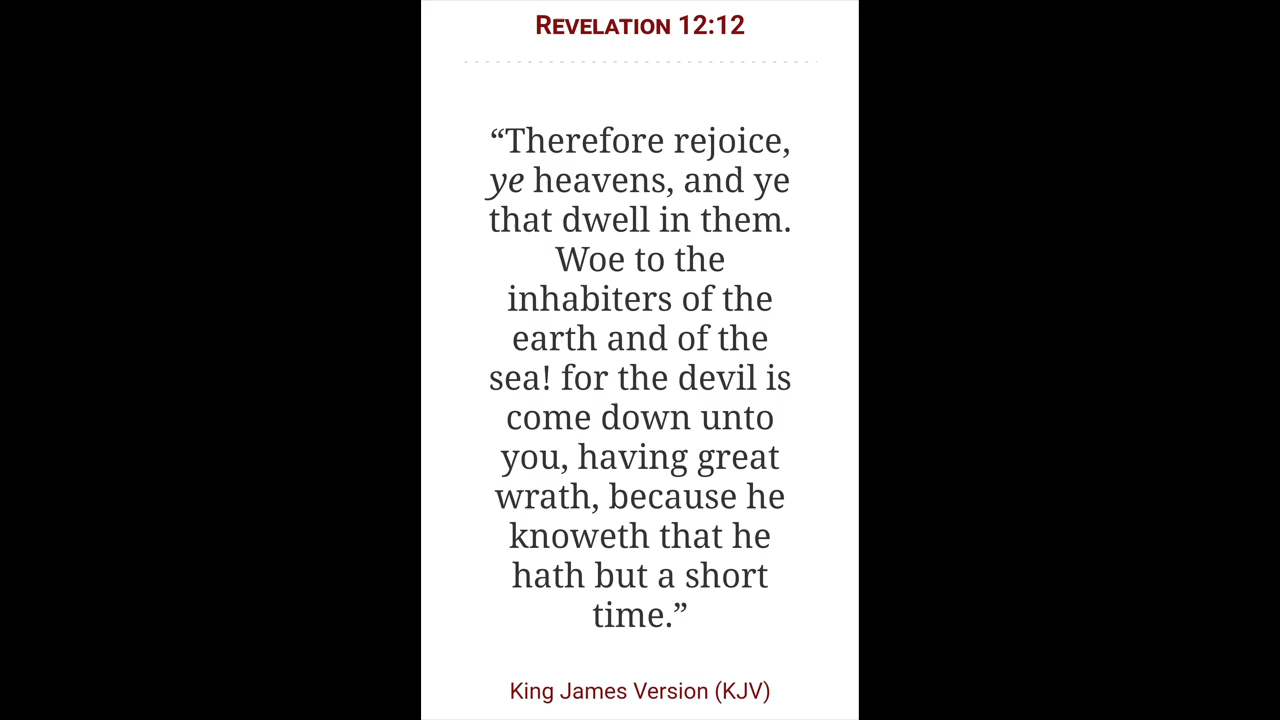 Revelation 12:12
“Therefore rejoice,
ye heavens, and ye
that dwell in them.
Woe to the
inhabiters of the
earth and of the
sea! for the devil is
come down unto
you, having great
wrath, because he
knoweth that he
hath but a short
time.”
King James Version (KJV)